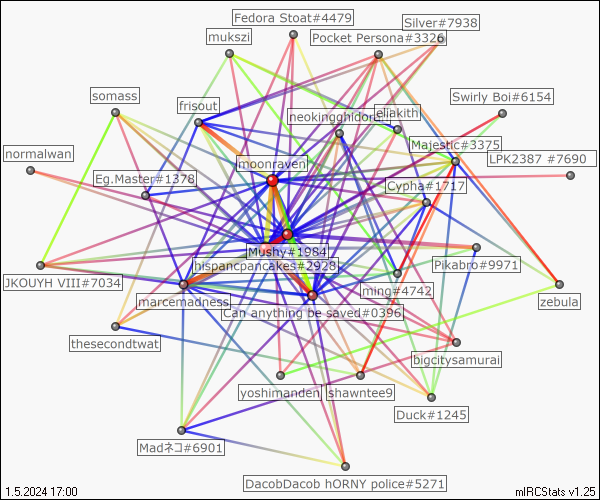 Fedora Stoat#4479
Silver#7938
mukszi
Pocket Persona#3326
somass
Swirly Boi#6154
frisout
eliakith
Majestic#3375
normalwan
moonraven
LPK2387 #7690
Eg.Master#1378
Cypha#1717
Mushy#1984
hispancpancakes#2928
Pikabro#9971
JKOUYH VIII#7034
ming#4742
marcemadness
zebula
Can anything be saved#0396
thesecondtwat
bigcitysamurai
yoshimanden
shawntee9
Duck#1245
Madネコ#6901
DacobDacob hORNY police#5271
1.5.2024 17:00
mIRCStats v1.25